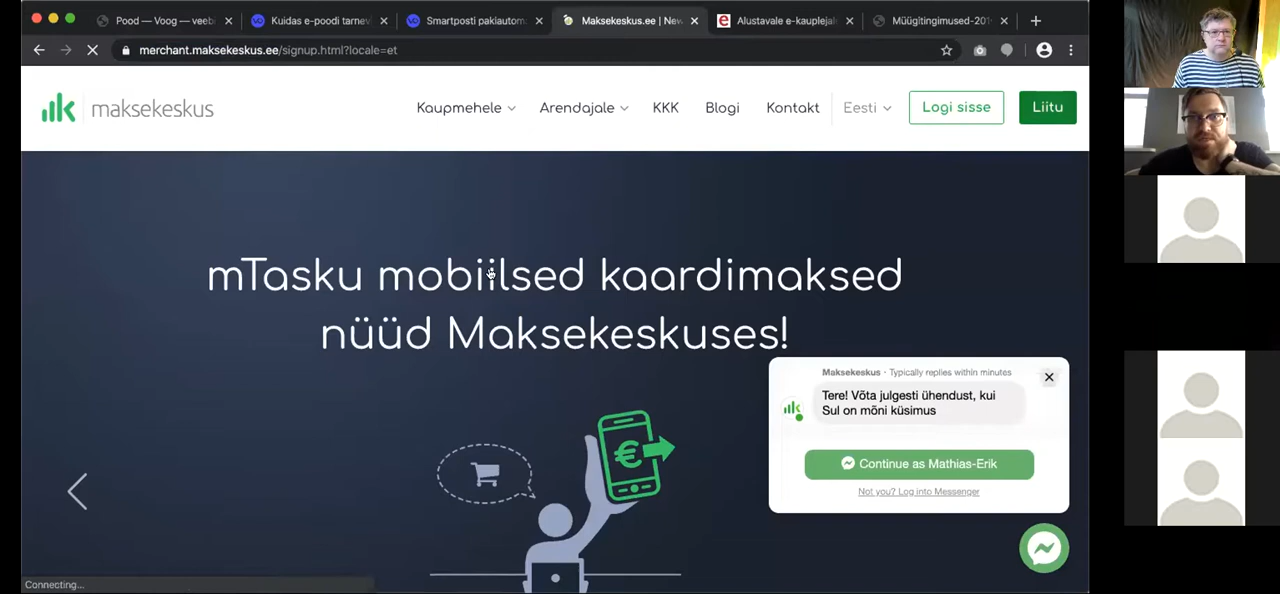 Pood — Voog — veebi
Kuidas e-poodi tarnevi
Smartposti pakiautom
Maksekeskus.ee | New
Alustavale e-kauplejal
Müügitingimused-201
merchant.maksekeskus.ee/signup.html?locale=et
maksekeskus
Kaupmehele
Arendajale
KKK
Blogi
Kontakt
Eesti
Logi sisse
Liitu
mTasku mobiilsed kaardimaksed
nüüd Maksekeskuses!
Maksekeskus · Typically replies within minutes
Tere! Võta julgesti ühendust, kui
Sul on mõni küsimus
Continue as Mathias-Erik
Not you? Log into Messenger
€
Connecting...